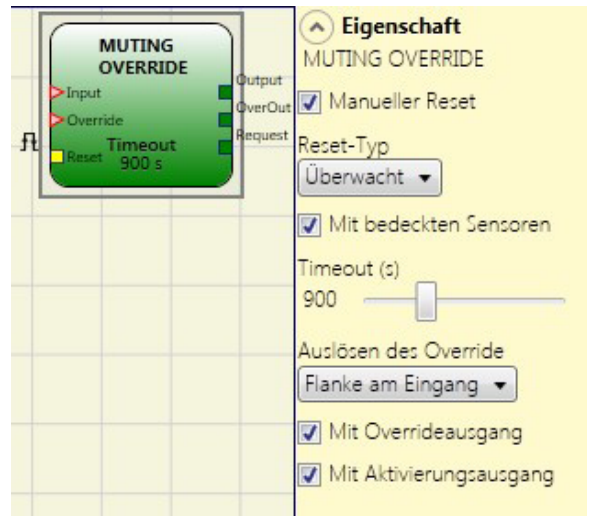 MUTING
OVERRIDE
Input
Override
Reset
Timeout
900 s
Output
OverOut
Request
Eigenschaft
MUTING OVERRIDE
Manueller Reset
Reset-Typ
Überwacht
Mit bedeckten Sensoren
Timeout (s)
900
Auslösen des Override
Flanke am Eingang
Mit Overrideausgang
Mit Aktivierungsausgang